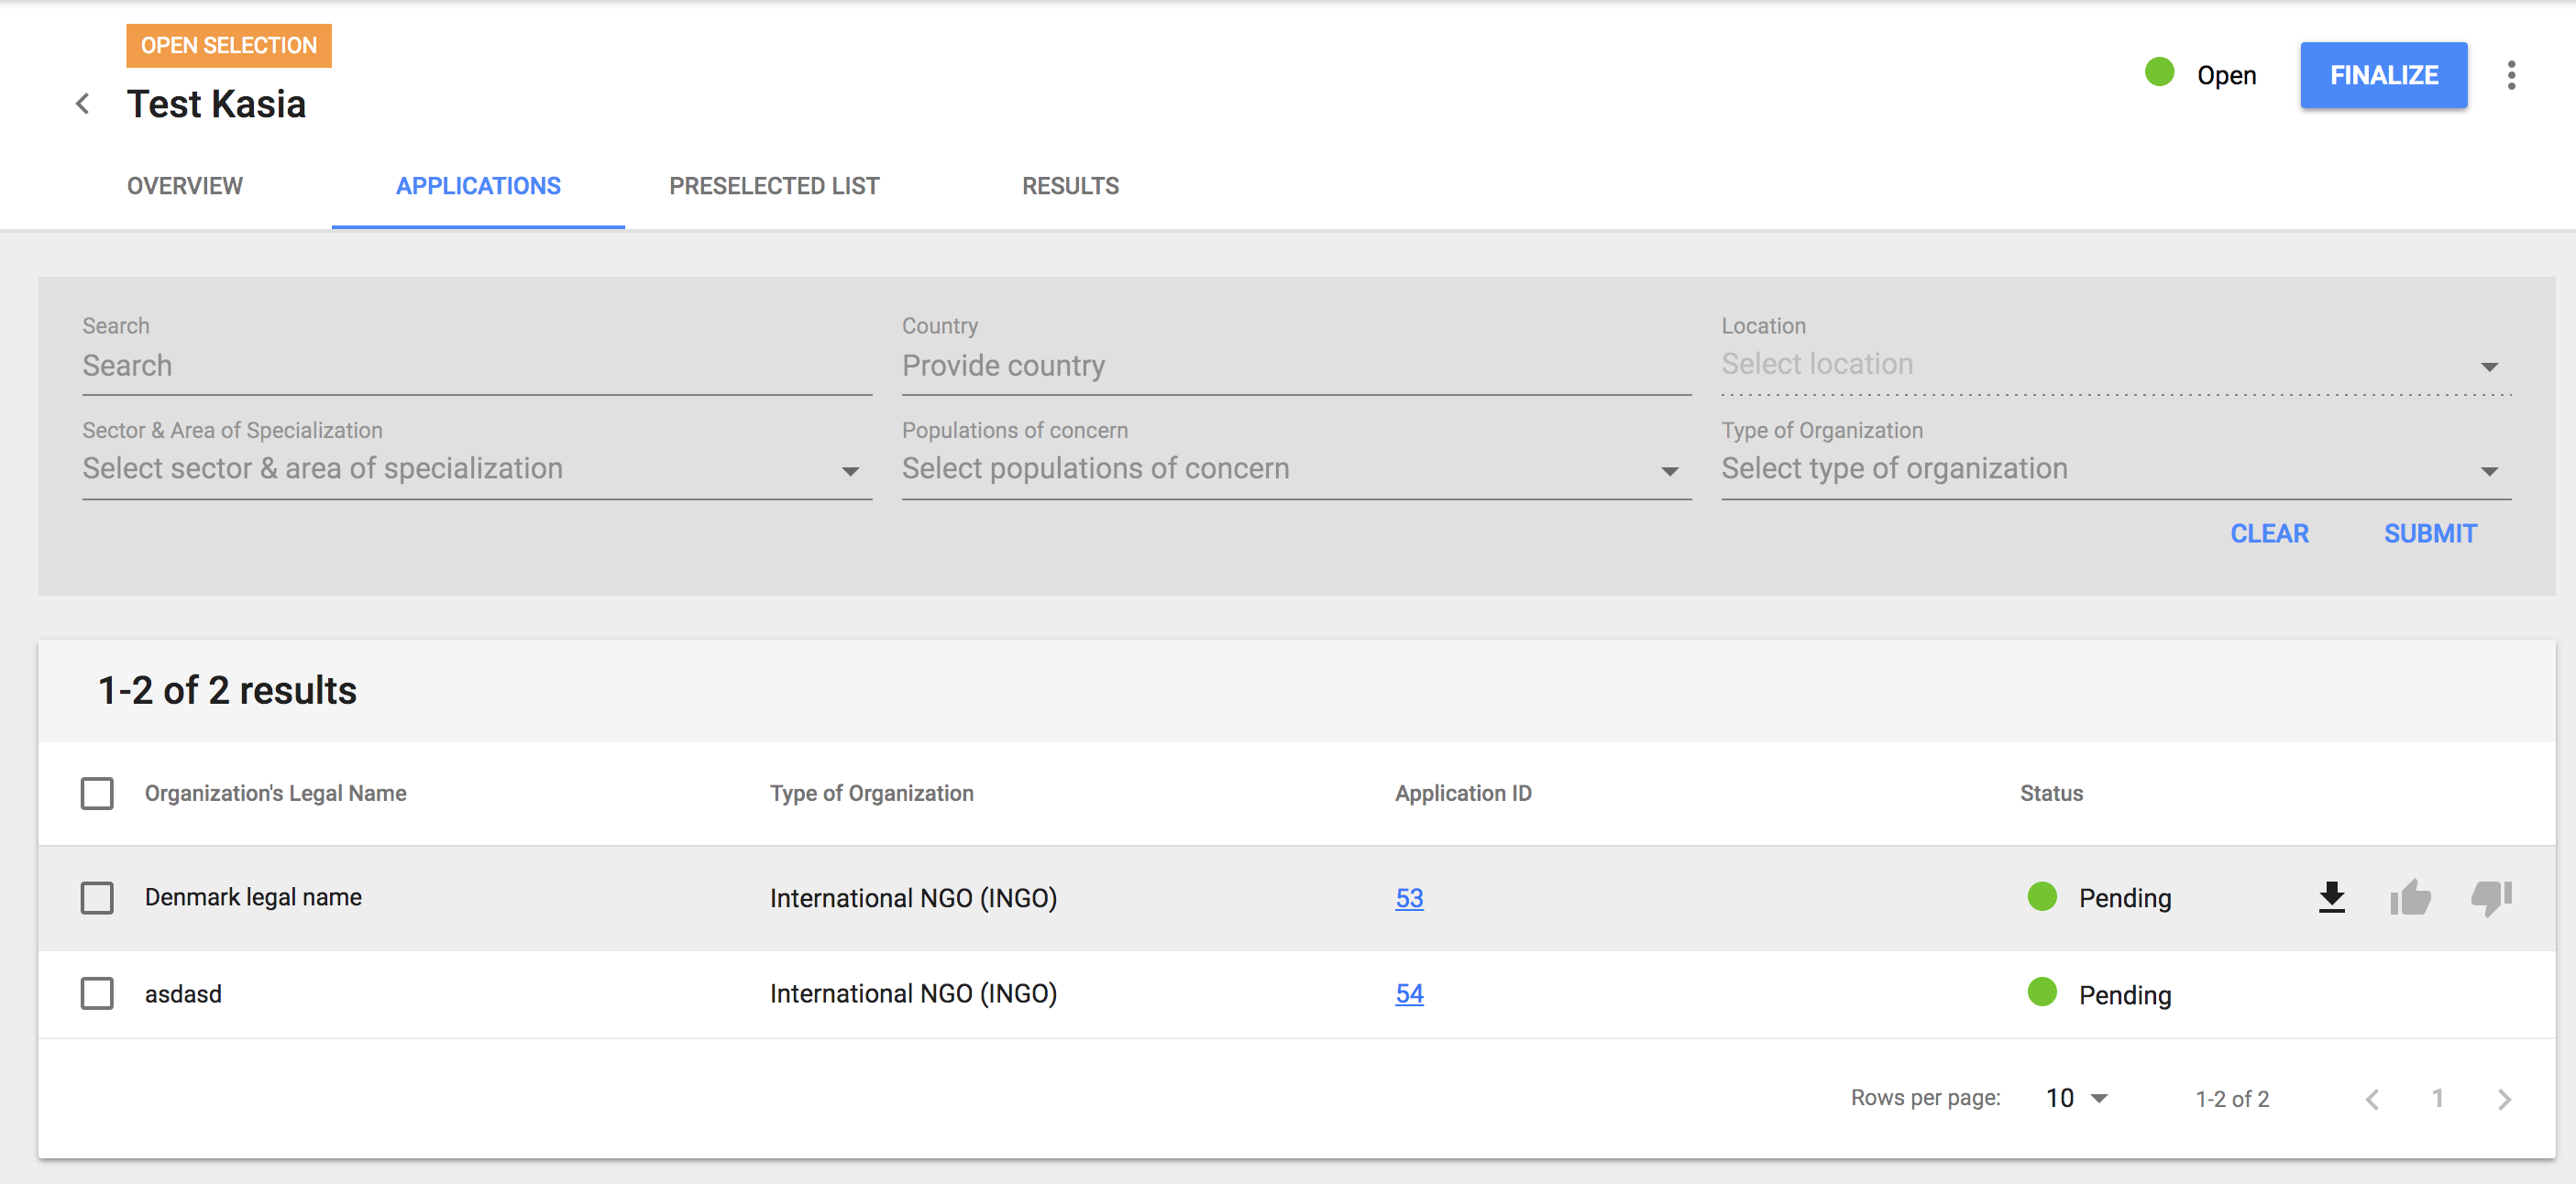 OPEN SELECTION
Test Kasia
Open
FINALIZE
OVERVIEW
APPLICATIONS
PRESELECTED LIST
RESULTS
Search
Country
Location
Search
Provide country
Select location
Sector & Area of Specialization
Populations of concern
Type of Organization
Select sector & area of specialization
Select populations of concern
Select type of organization
CLEAR
SUBMIT
1-2 of 2 results
Organization's Legal Name
Type of Organization
Application ID
Status
Denmark legal name
International NGO (INGO)
53
Pending
asdasd
International NGO (INGO)
54
Pending
Rows per page:
10
1-2 of 2
1